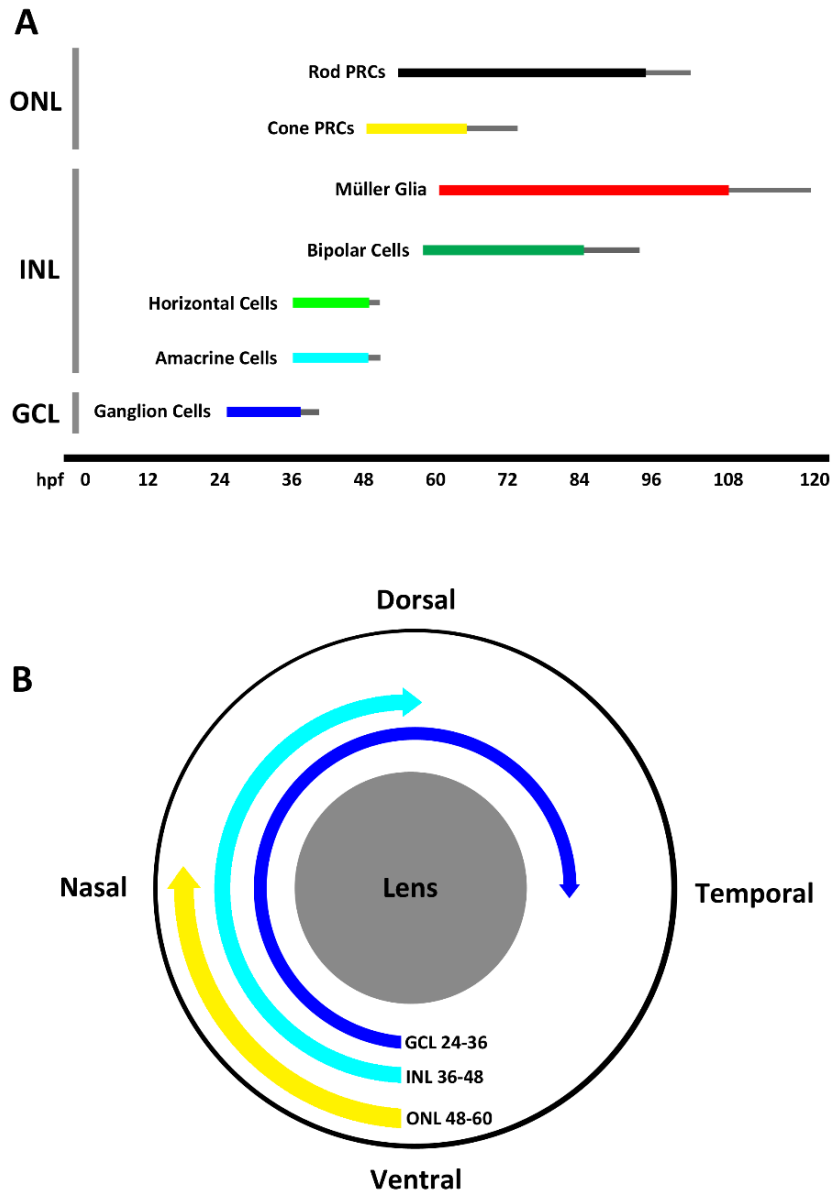 A
ONL
Rod PRCs
Cone PRCs
INL
Müller Glia
Bipolar Cells
Horizontal Cells
Amacrine Cells
GCL
Ganglion Cells
hpf 0 12 24 36 48 60 72 84 96 108 120
B
Dorsal
Nasal
Lens
Temporal
GCL 24-36
INL 36-48
ONL 48-60
Ventral